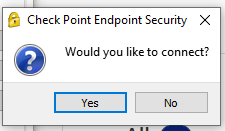 Check Point Endpoint Security
Would you like to connect?
Yes
No